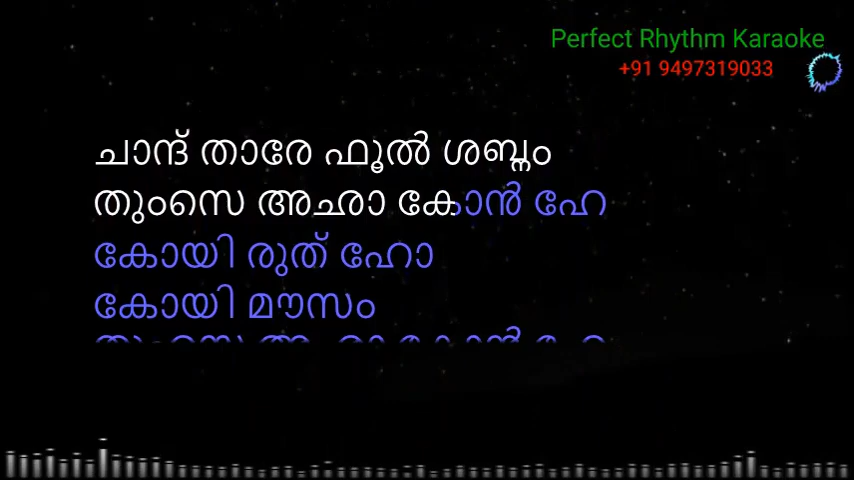 Perfect Rhythm Karaoke
+91 9497319033
ചാന്ദ് താരേ ഫൂൽ ശബ്നം
തുംസെ അഛാ കോൻ ഹേ
കോയി രുത് ഹോ
കോയി മൗസം